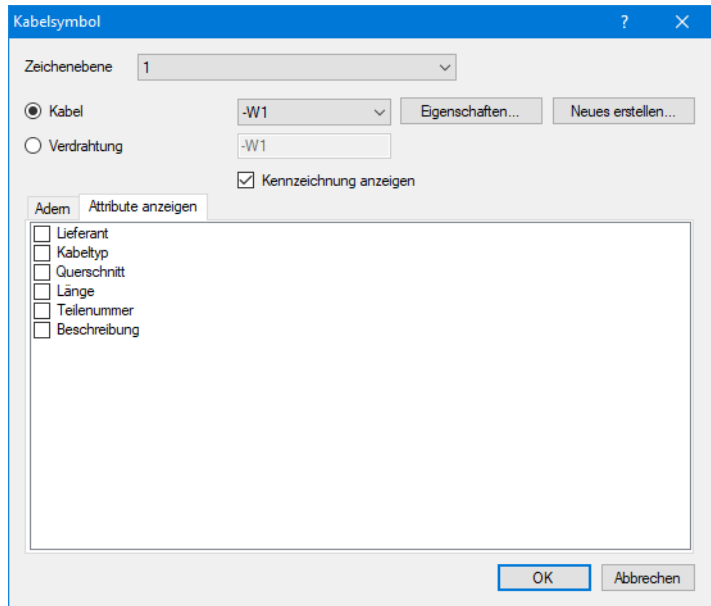 Kabelsymbol ?
Zeichenebene 1
Kabel -W1 Eigenschaften... Neues erstellen...
Verdrahtung -W1
Kennzeichnung anzeigen
Adern Attribute anzeigen
Lieferant
Kabeltyp
Querschnitt
Länge
Teilenummer
Beschreibung
OK Abbrechen